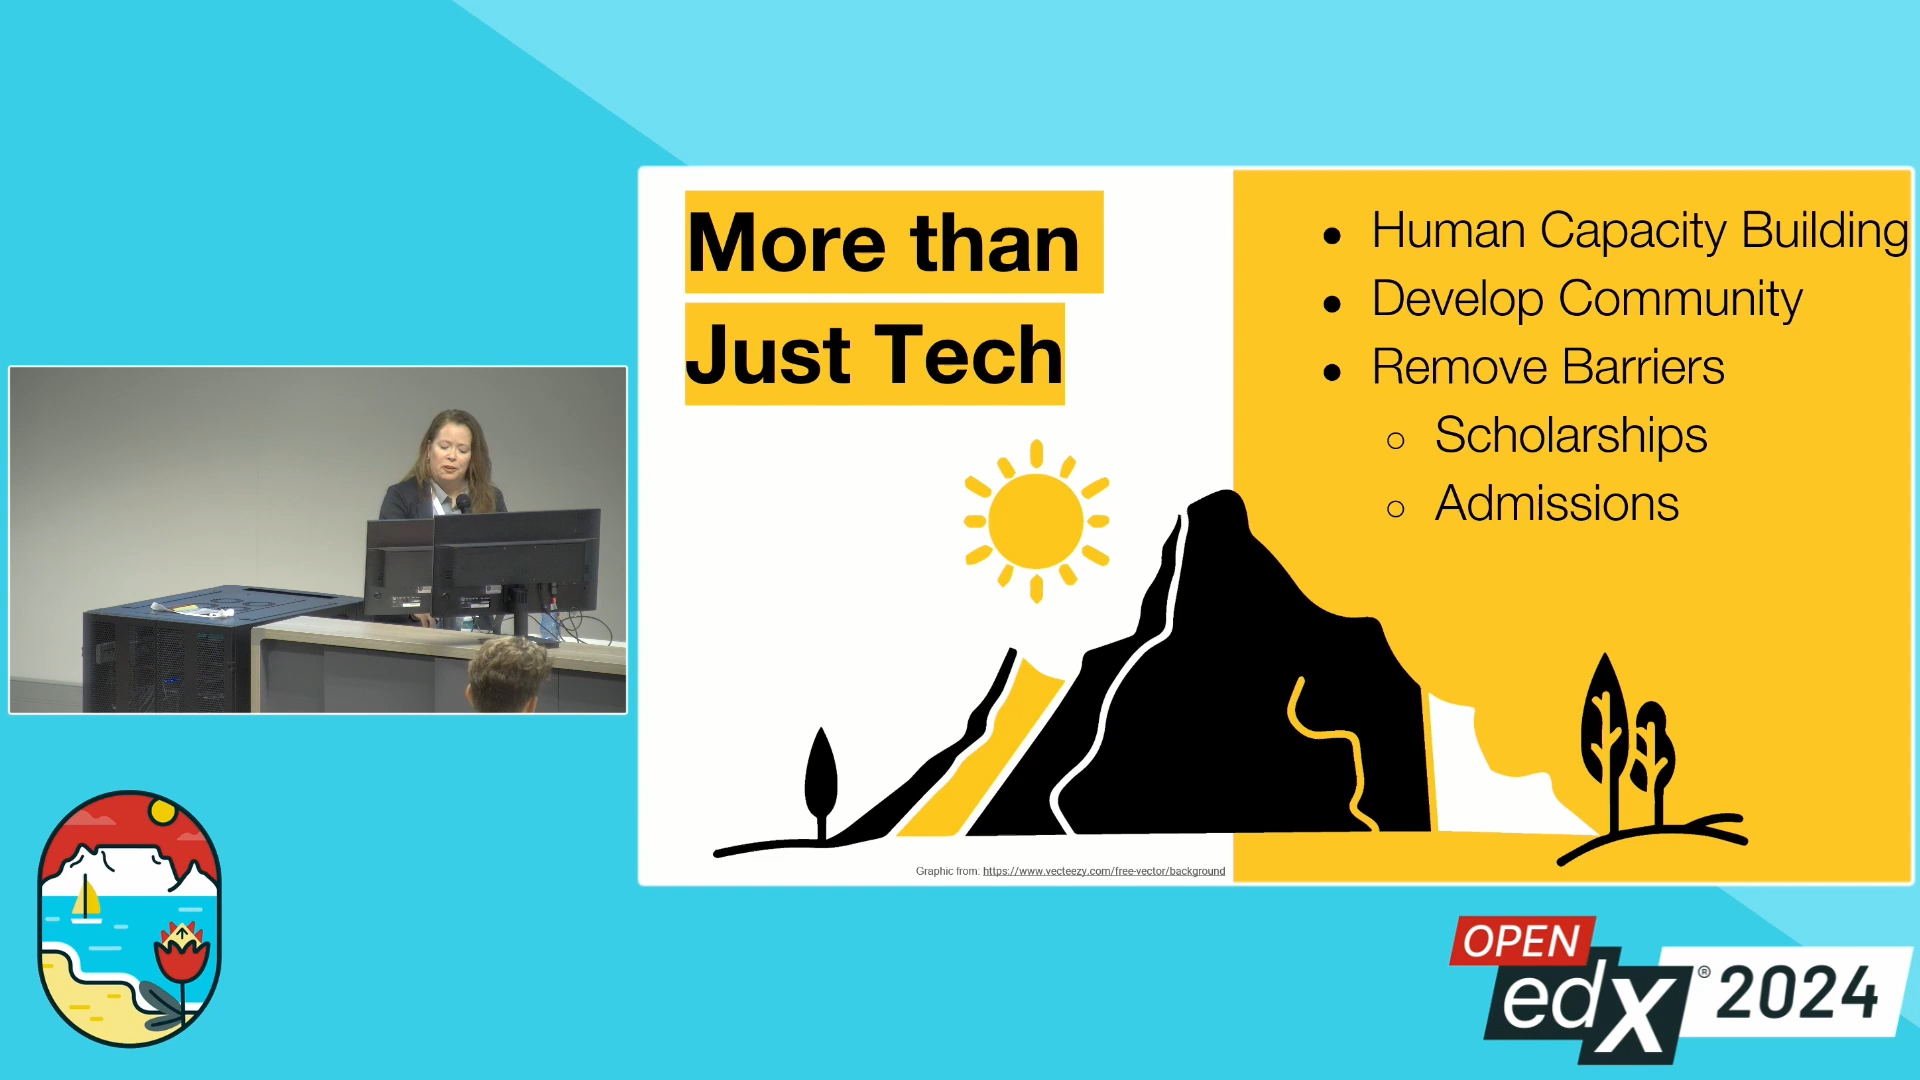 More than
Just Tech
● Human Capacity Building
● Develop Community
● Remove Barriers
○ Scholarships
○ Admissions
Graphic from: https://www.vecteezy.com/free-vector/background
OPEN
edX® 2024